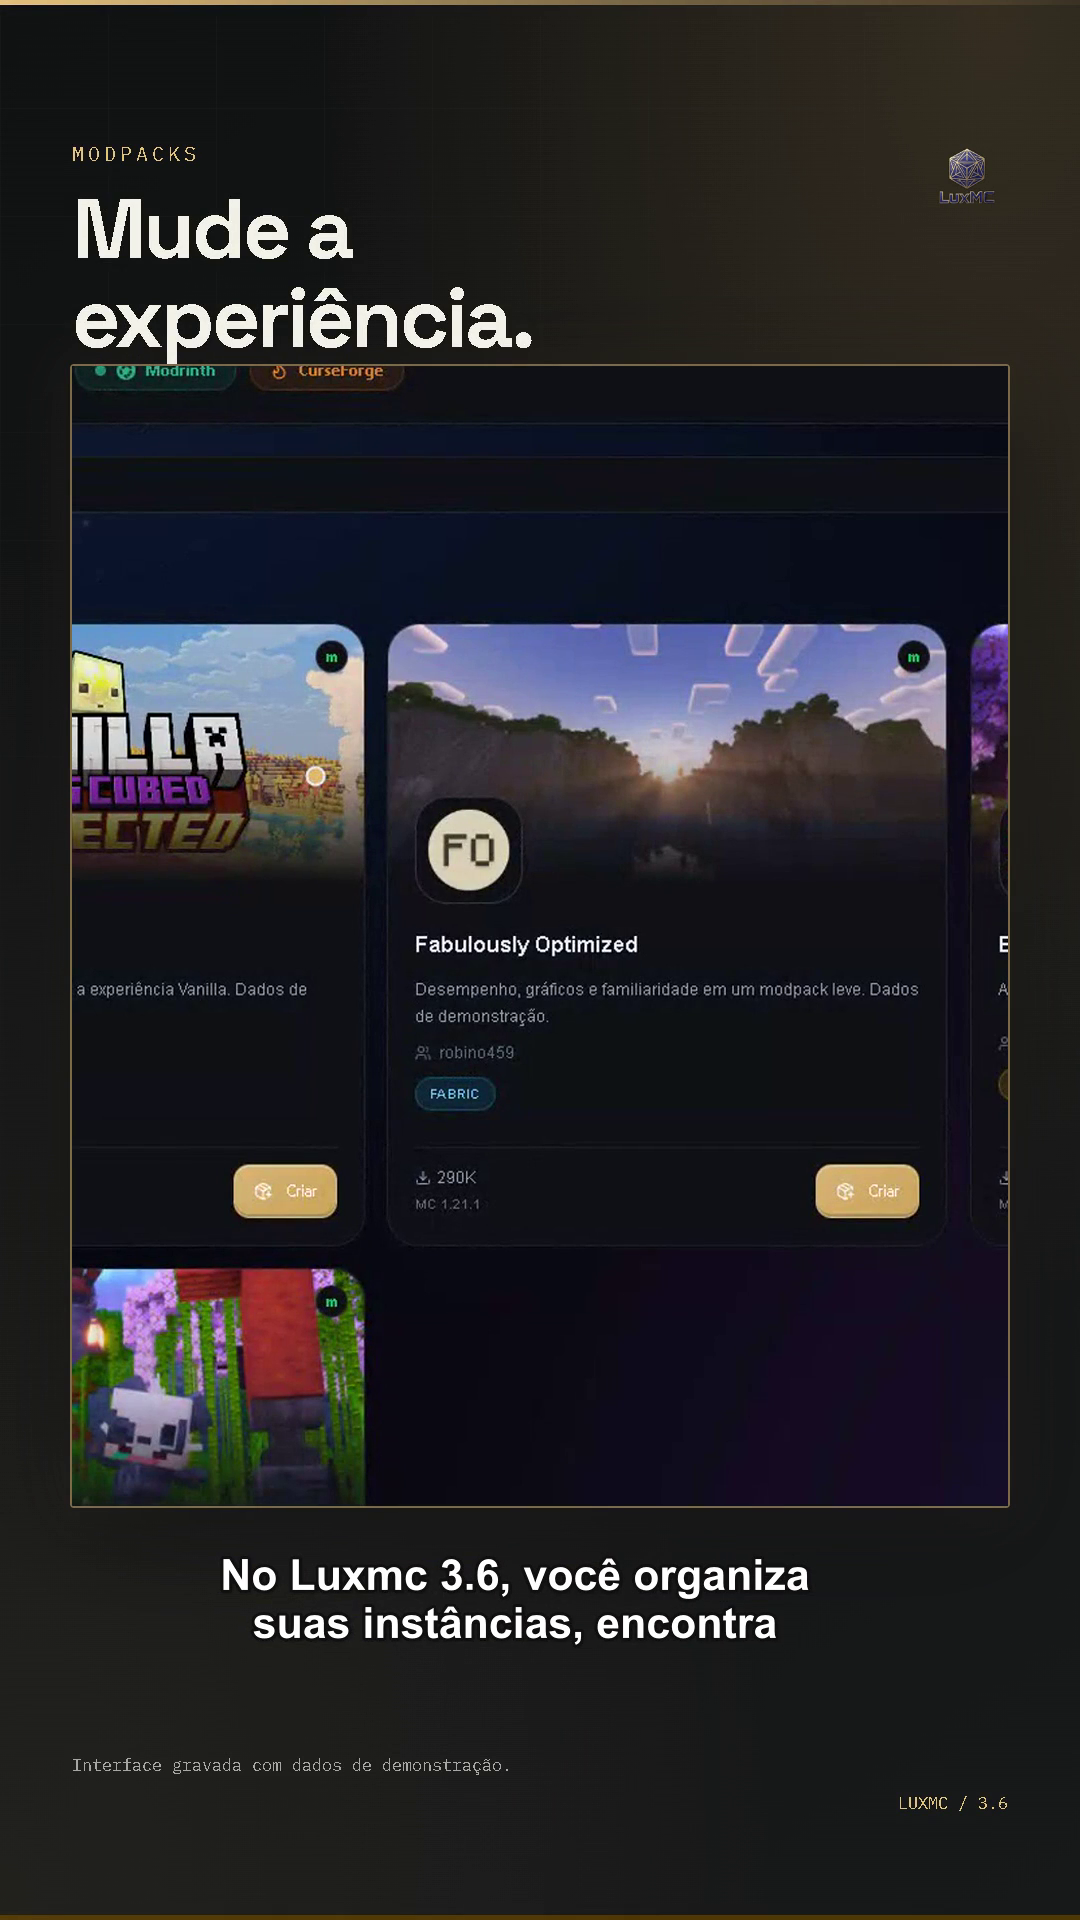 MODPACKS
LuxMC
Mude a
experiência.
Modrinth
CurseForge
m
m
ILLA
CUBED
ECTED
FO
Fabulously Optimized
a experiência Vanilla. Dados de
Desempenho, gráficos e familiaridade em um modpack leve. Dados
de demonstração.
robino459
FABRIC
Criar
290K
MC 1.21.1
Criar
m
No Luxmc 3.6, você organiza
suas instâncias, encontra
Interface gravada com dados de demonstração.
LUXMC / 3.6